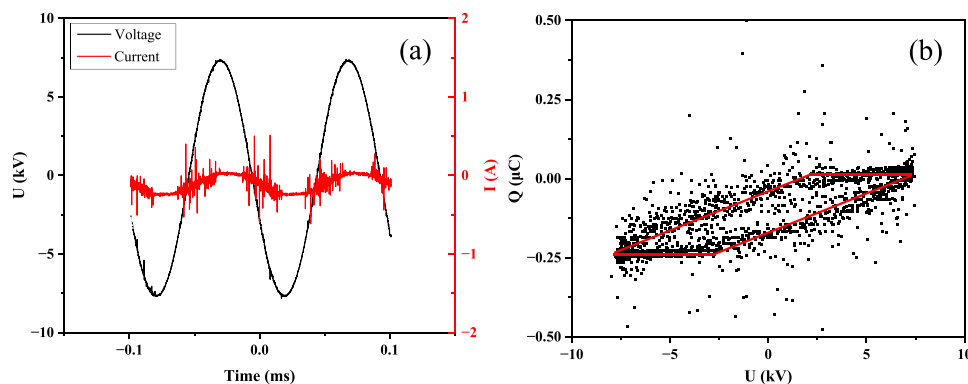 Voltage
Current
(a)
10
5
0
−5
−10
U (kV)
−0.1
0.0
0.1
Time (ms)
2
1
0
−1
−2
I (A)
(b)
0.50
0.25
0.00
−0.25
−0.50
Q (μC)
−10
−5
0
5
10
U (kV)